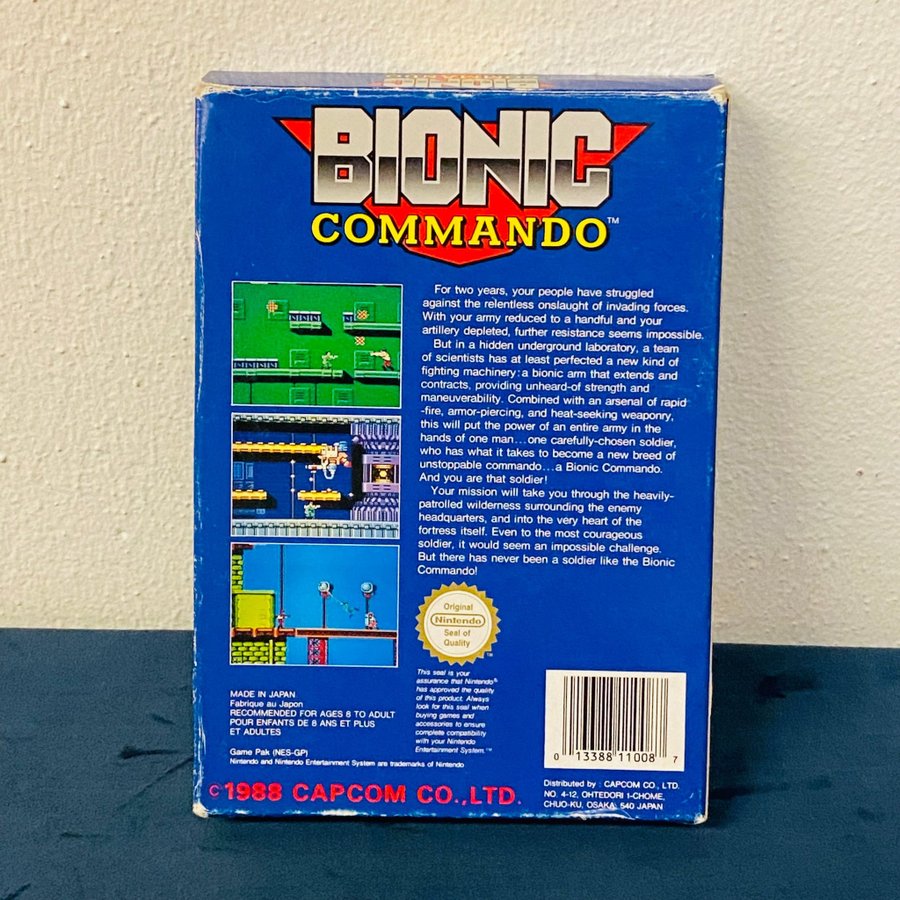 BIONIC
COMMANDO
BIONIC
COMMANDO™
For two years, your people have struggled
against the relentless onslaught of invading forces.
With your army reduced to a handful and your
artillery depleted, further resistance seems impossible.
But in a hidden underground laboratory, a team
of scientists has at least perfected a new kind of
fighting machinery: a bionic arm that extends and
contracts, providing unheard-of strength and
maneuverability. Combined with an arsenal of rapid
-fire, armor-piercing, and heat-seeking weaponry,
this will put the power of an entire army in the
hands of one man...one carefully-chosen soldier,
who has what it takes to become a new breed of
unstoppable commando...a Bionic Commando.
And you are that soldier!
Your mission will take you through the heavily-
patrolled wilderness surrounding the enemy
headquarters, and into the very heart of the
fortress itself. Even to the most courageous
soldier, it would seem an impossible challenge.
But there has never been a soldier like the Bionic
Commando!
Original
Nintendo
Seal of
Quality
™
This seal is your
assurance that Nintendo®
has approved the quality
of this product. Always
look for this seal when
buying games and
accessories to ensure
complete compatibility
with your Nintendo
Entertainment System.™
MADE IN JAPAN
Fabrique au Japon
RECOMMENDED FOR AGES 8 TO ADULT
POUR ENFANTS DE 8 ANS ET PLUS
ET ADULTES
Game Pak (NES-GP)
Nintendo and Nintendo Entertainment System are trademarks of Nintendo
©1988 CAPCOM CO.,LTD.
0 13388 11008 7
Distributed by : CAPCOM CO., LTD.
NO. 4-12, OHTEDORI 1-CHOME,
CHUO-KU, OSAKA, 540 JAPAN